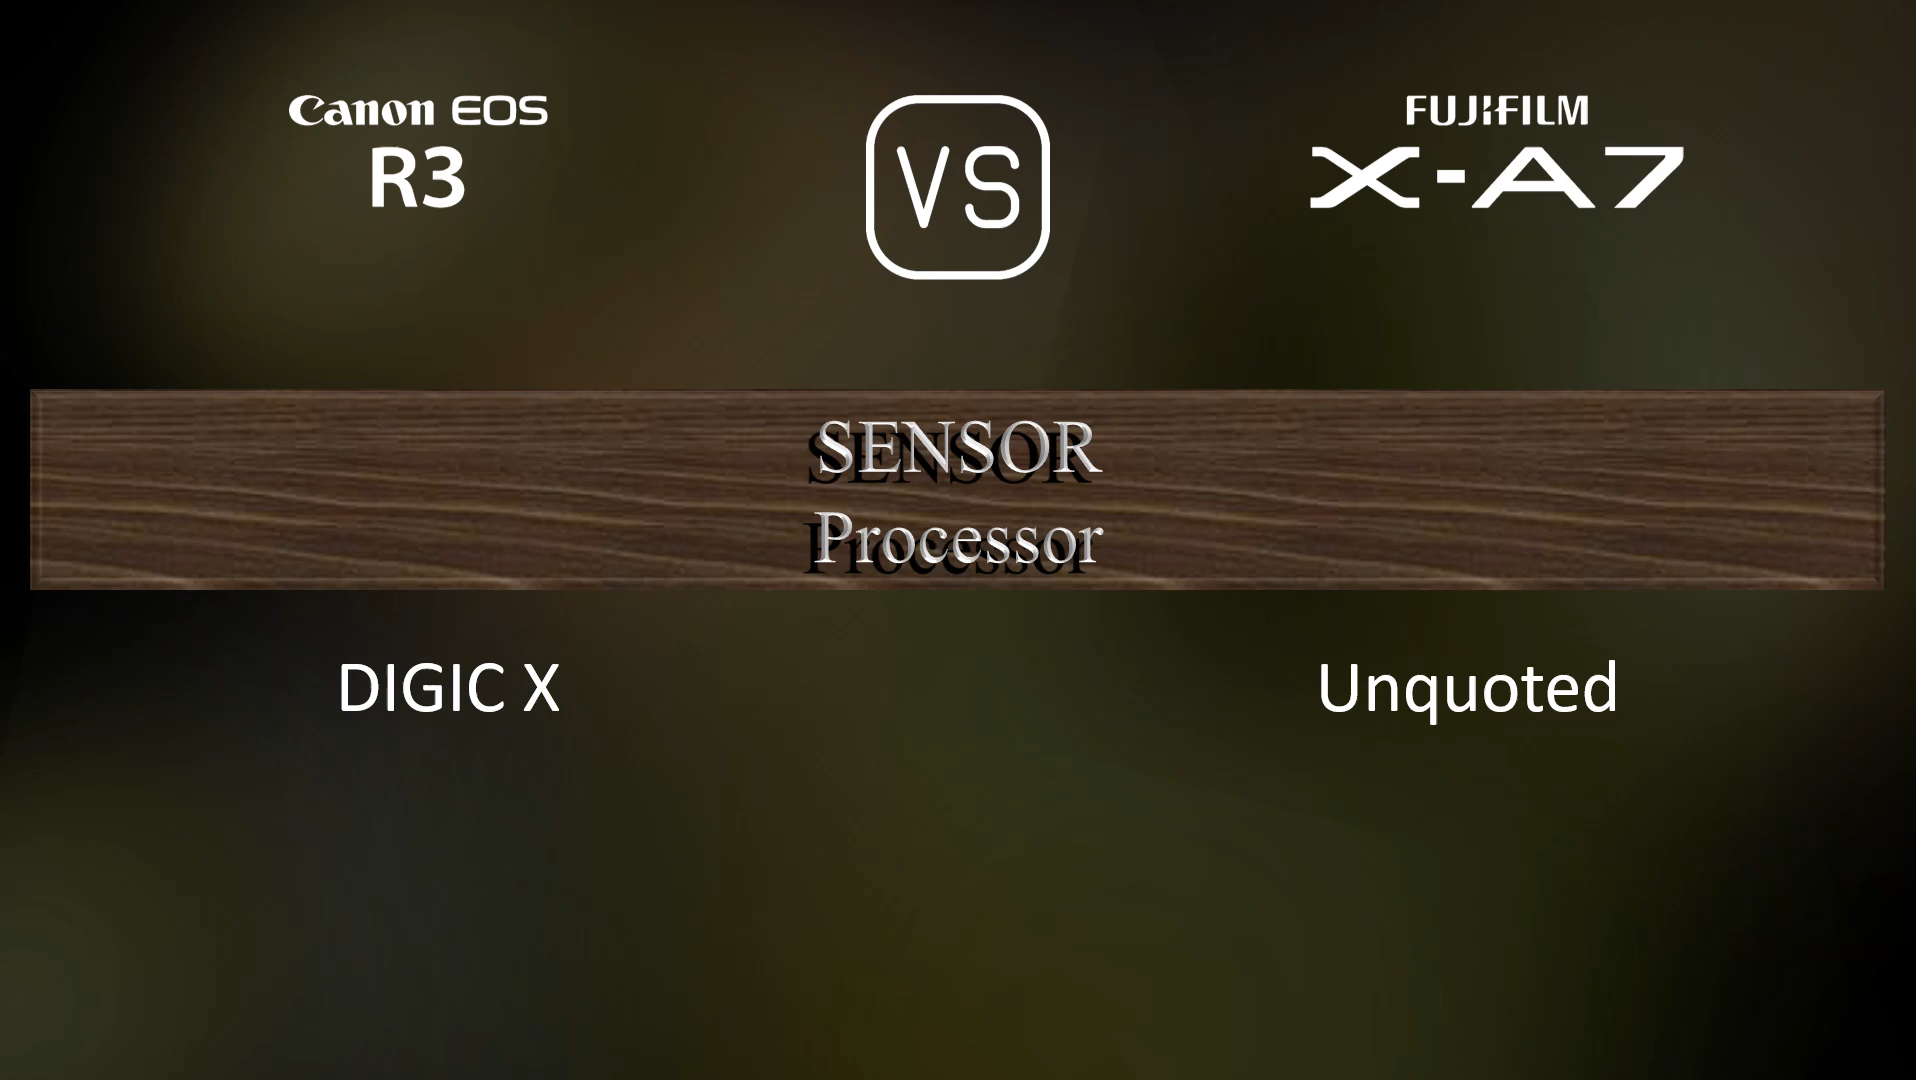 Canon EOS
R3
VS
FUJIFILM
X-A7
SENSOR
Processor
DIGIC X
Unquoted